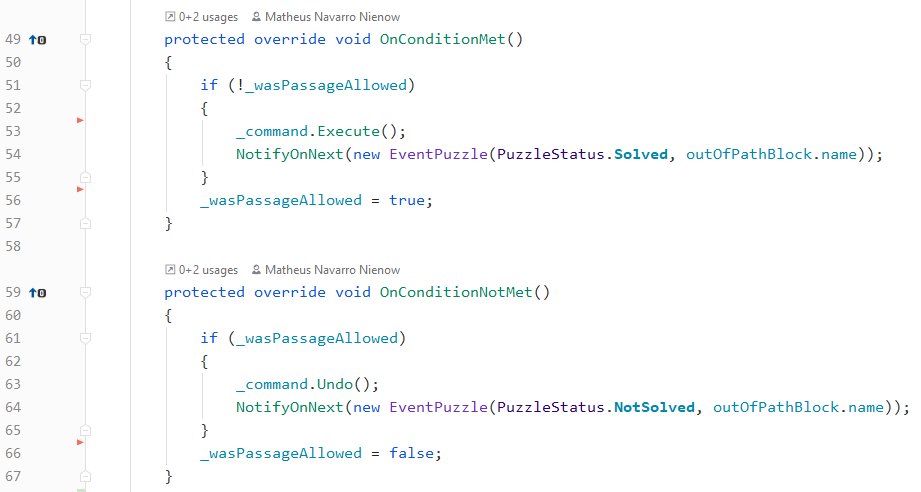 0+2 usages Matheus Navarro Nienow
49 protected override void OnConditionMet()
50 {
51 if (!_wasPassageAllowed)
52 {
53 _command.Execute();
54 NotifyOnNext(new EventPuzzle(PuzzleStatus.Solved, outOfPathBlock.name));
55 }
56 _wasPassageAllowed = true;
57 }
58
0+2 usages Matheus Navarro Nienow
59 protected override void OnConditionNotMet()
60 {
61 if (_wasPassageAllowed)
62 {
63 _command.Undo();
64 NotifyOnNext(new EventPuzzle(PuzzleStatus.NotSolved, outOfPathBlock.name));
65 }
66 _wasPassageAllowed = false;
67 }